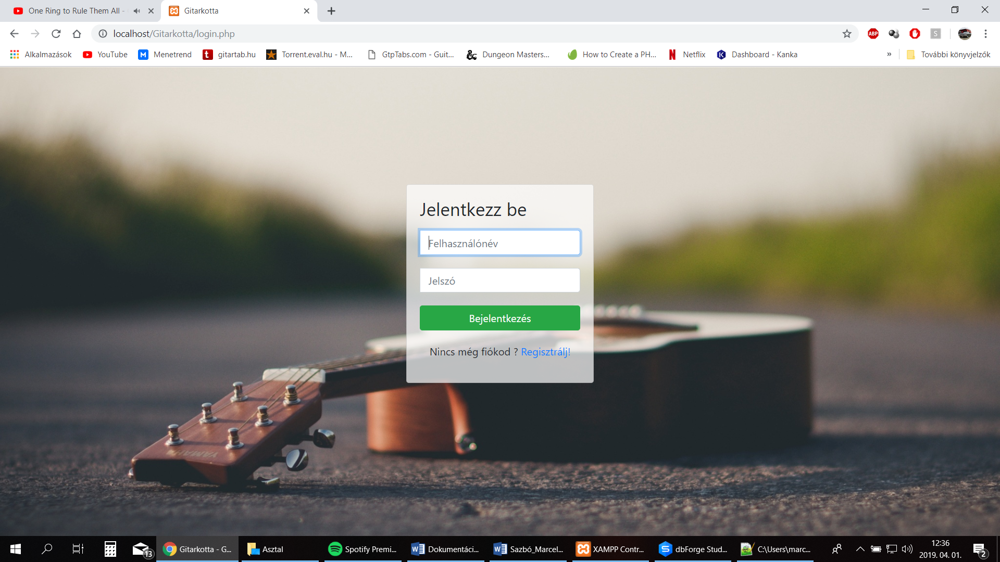 One Ring to Rule Them All -
Gitarkotta
localhost/Gitarkotta/login.php
ABP
S
Alkalmazások
YouTube
M
Menetrend
t
gitartab.hu
Torrent.eval.hu - M...
GtpTabs.com - Guit...
Dungeon Masters...
How to Create a PH...
N
Netflix
K
Dashboard - Kanka
»
További könyvjelzők
Jelentkezz be
Felhasználónév
Jelszó
Bejelentkezés
Nincs még fiókod ? Regisztrálj!
YAMAHA
13
Gitarkotta - G...
Asztal
Spotify Premi...
Dokumentáci...
Sazbó_Marcel...
XAMPP Contr...
dbForge Stud...
C:\Users\marc...
12:36
2019. 04. 01.
2